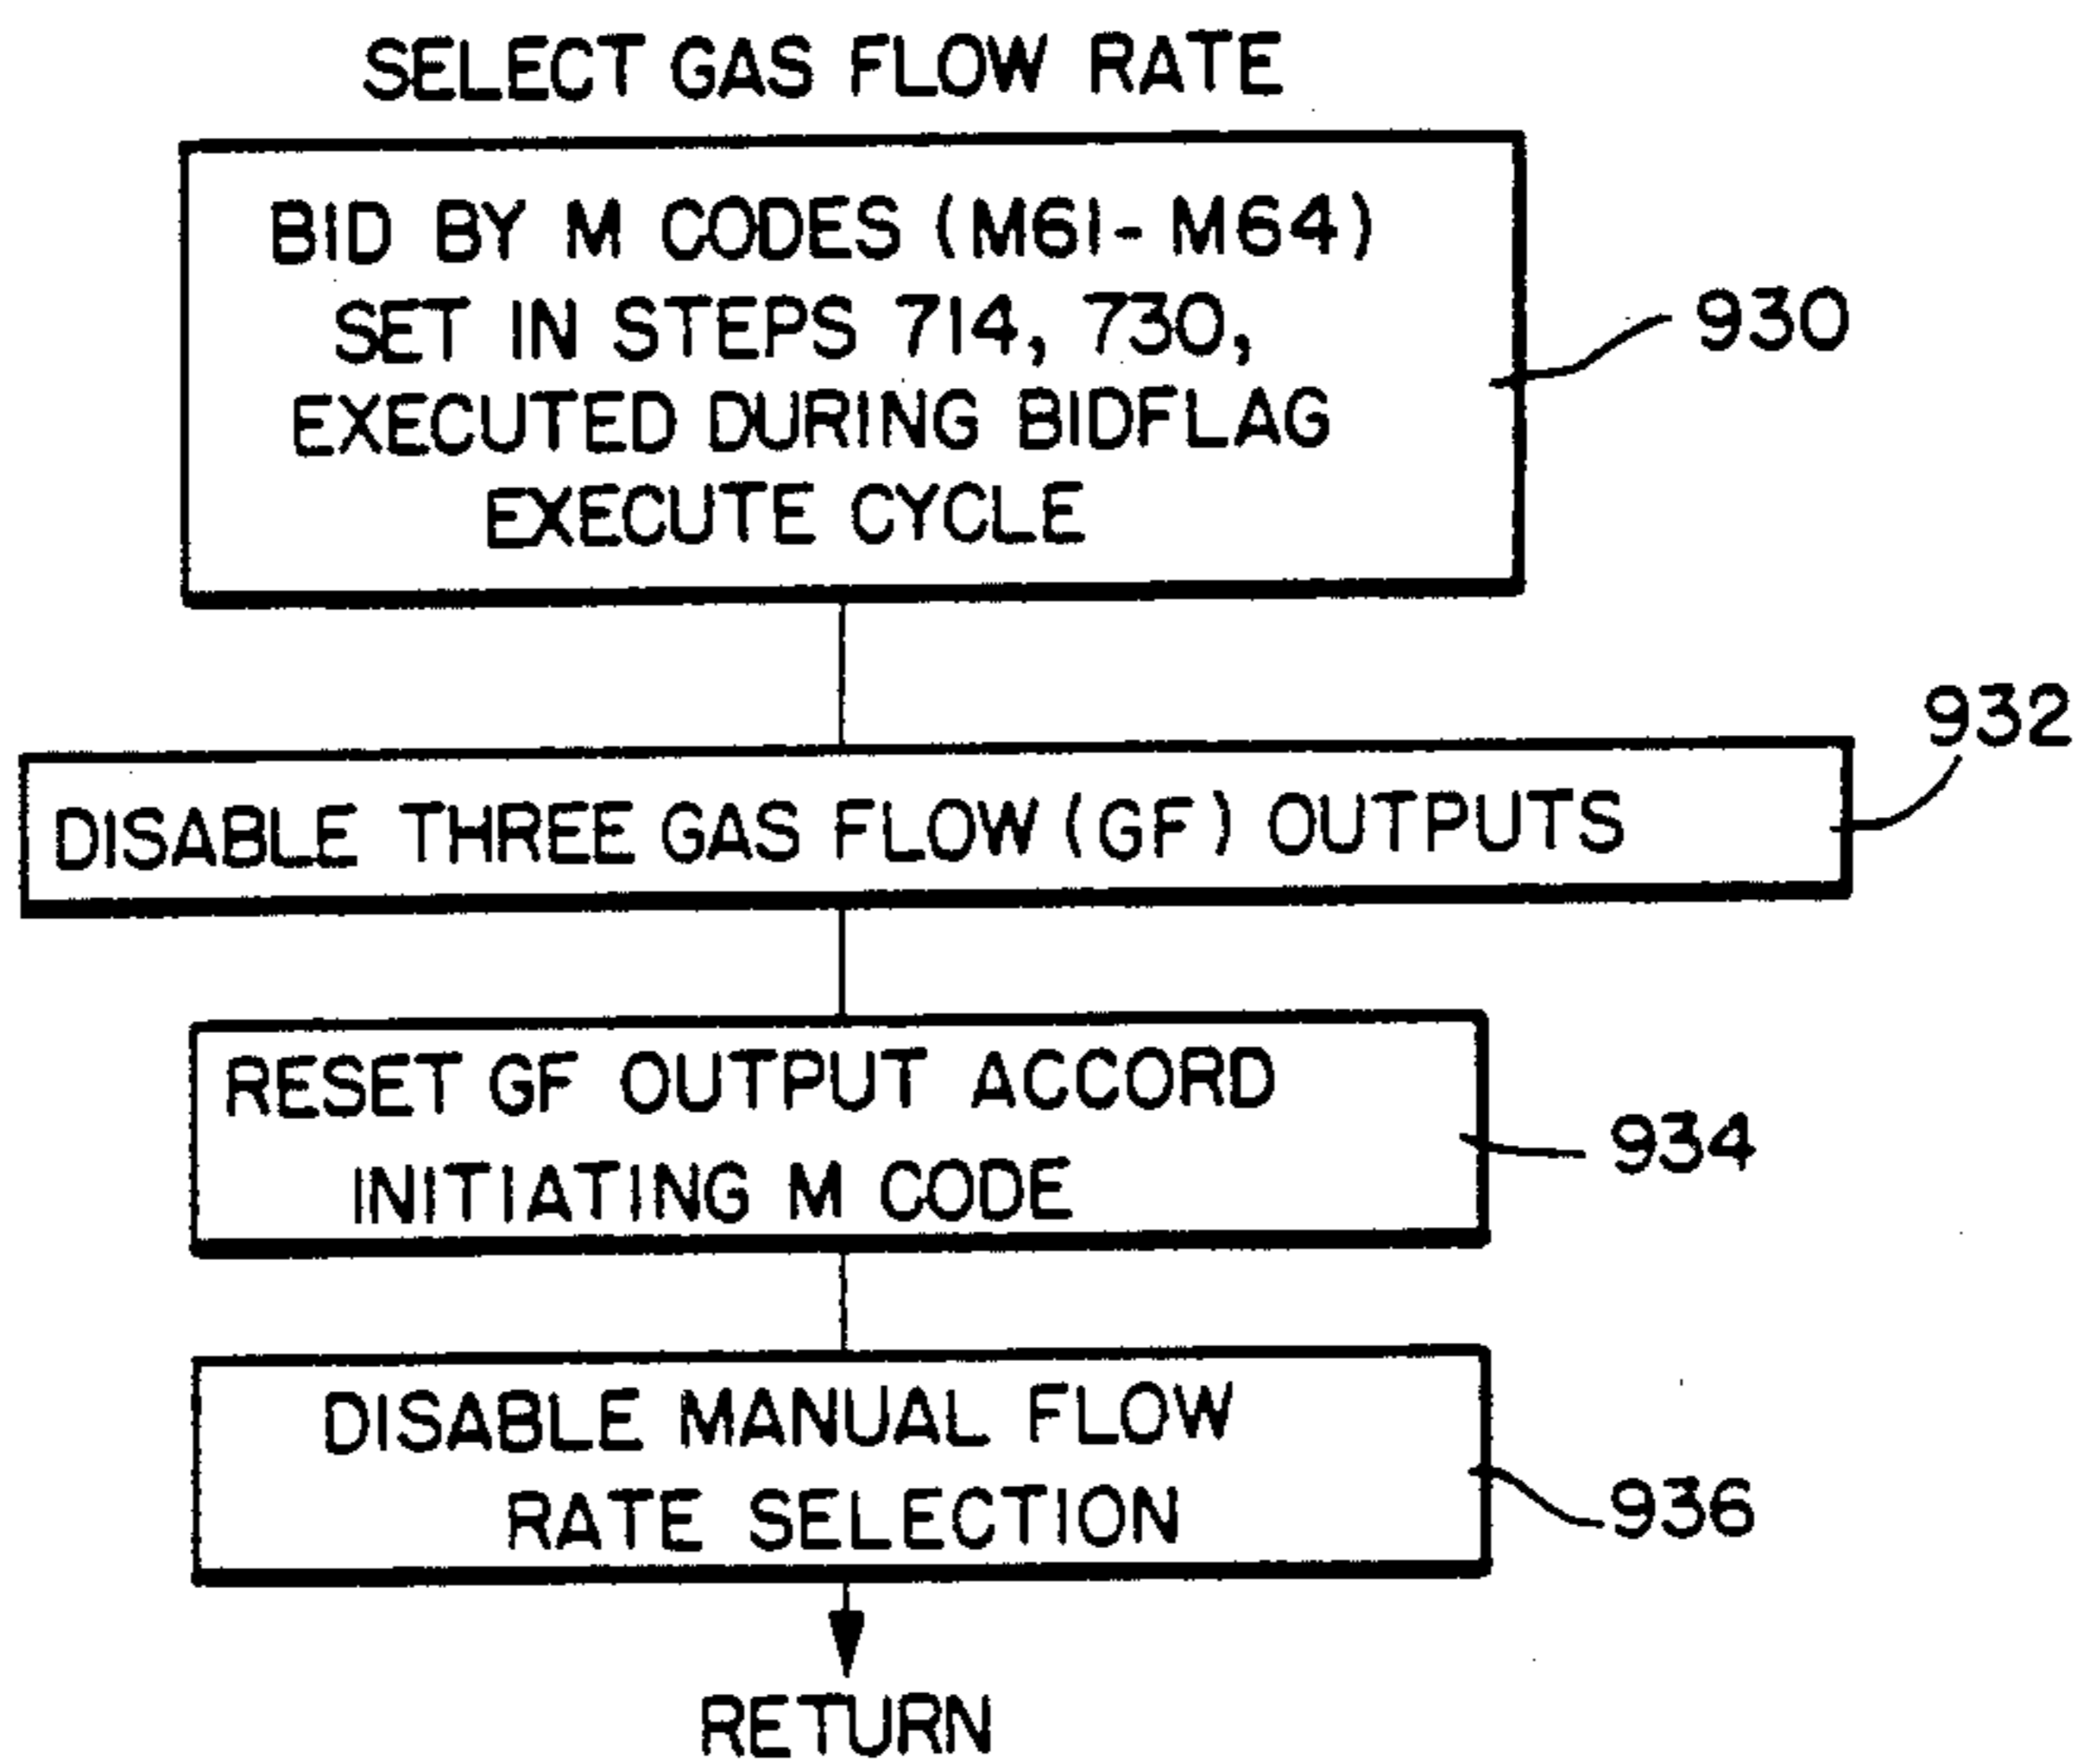 SELECT GAS FLOW RATE
BID BY M CODES (M61-M64)
SET IN STEPS 714, 730,
EXECUTED DURING BIDFLAG
EXECUTE CYCLE
930
932
DISABLE THREE GAS FLOW (GF) OUTPUTS
RESET GF OUTPUT ACCORD
INITIATING M CODE
934
DISABLE MANUAL FLOW
RATE SELECTION
936
RETURN